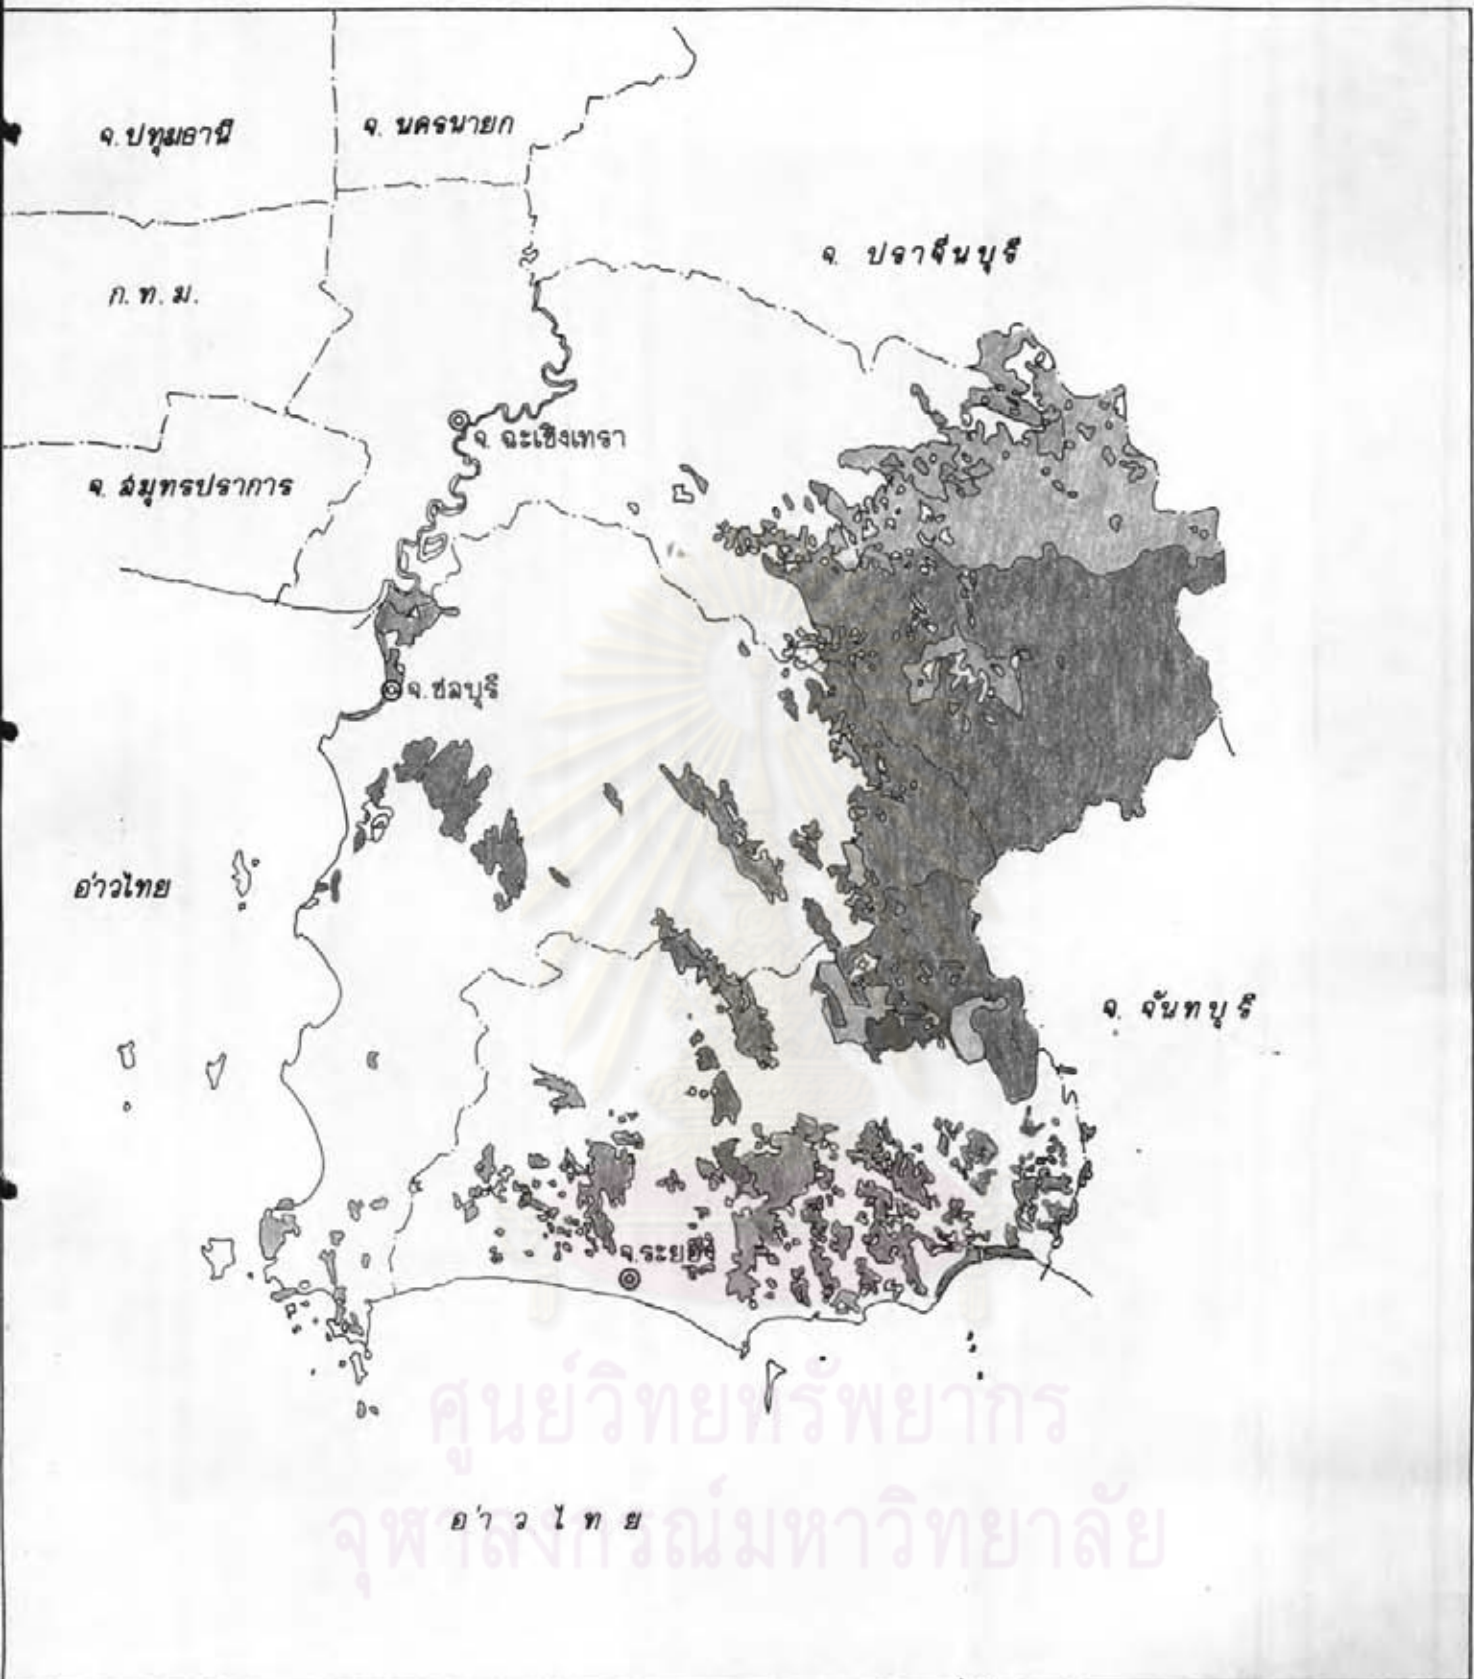 จ. ปทุมธานี
จ. นครนายก
จ. ปราจีนบุรี
ก.ท.ม.
จ. ฉะเชิงเทรา
จ. สมุทรปราการ
จ.ชลบุรี
อ่าวไทย
จ. จันทบุรี
จ.ระยอง
ศูนย์วิทยทรัพยากร
อ่าวไทย
จุฬาลงกรณ์มหาวิทยาลัย